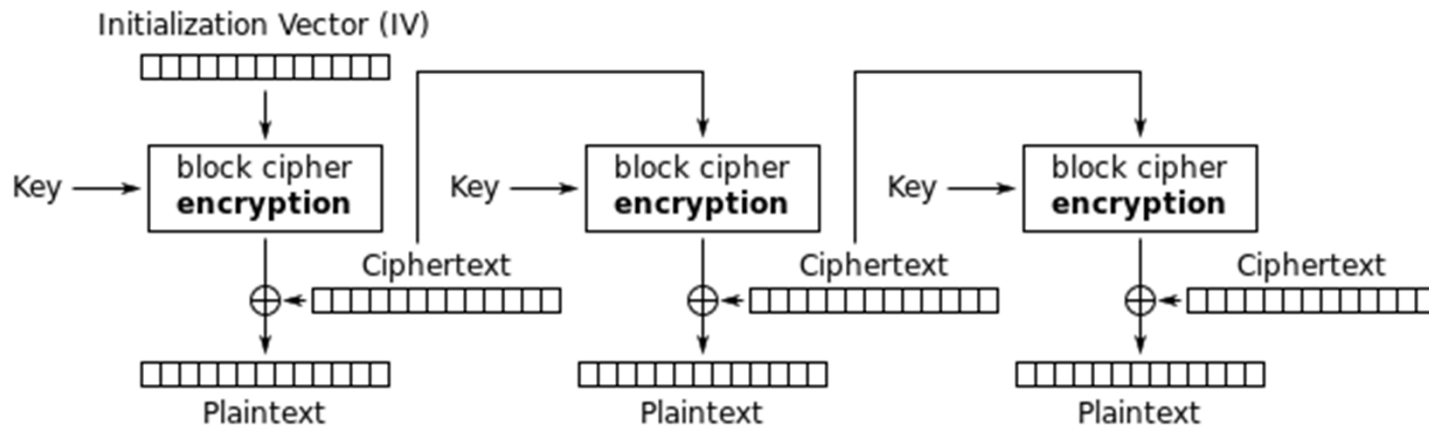 Initialization Vector (IV)
block cipher
encryption
Key
block cipher
encryption
Key
block cipher
encryption
Key
Ciphertext
Ciphertext
Ciphertext
Plaintext
Plaintext
Plaintext